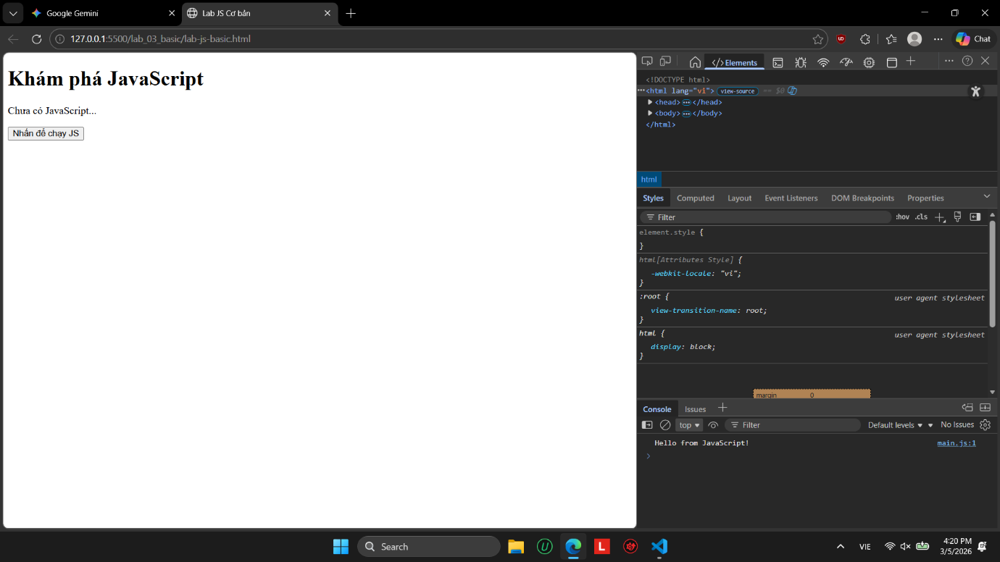 Google Gemini
Lab JS Cơ bản
127.0.0.1:5500/lab_03_basic/lab-js-basic.html
UD
Chat
Khám phá JavaScript
Chưa có JavaScript...
Nhấn để chạy JS
</>Elements
<!DOCTYPE html>
•••<html lang="vi"> view-source == $0
<head> ••• </head>
<body> ••• </body>
</html>
html
Styles Computed Layout Event Listeners DOM Breakpoints Properties
Filter :hov .cls
element.style {
}
html[Attributes Style] {
-webkit-locale: "vi";
}
:root { user agent stylesheet
view-transition-name: root;
}
html { user agent stylesheet
display: block;
}
margin 0
Console Issues
top Filter Default levels No Issues
Hello from JavaScript! main.js:1
Search
L
VIE
4:20 PM
3/5/2026